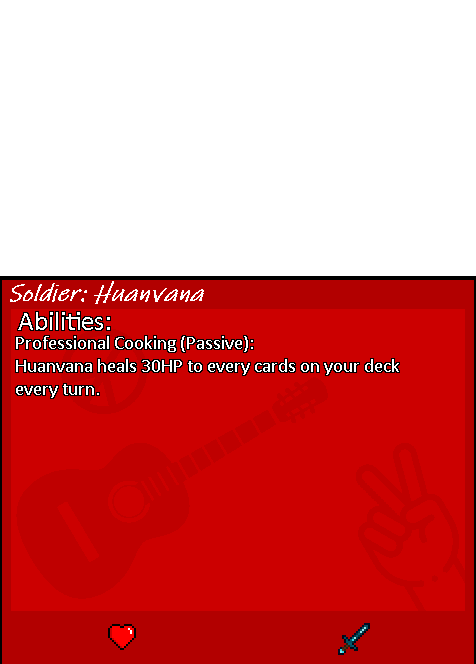 Soldier: Huanvana
Abilities:
Professional Cooking (Passive):
Huanvana heals 30HP to every cards on your deck
every turn.